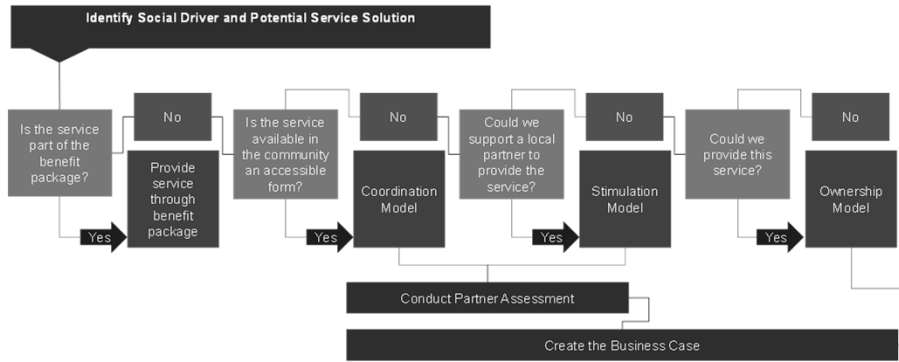 Identify Social Driver and Potential Service Solution
Is the service
part of the
benefit
package?
No
Yes
Provide
service
through
benefit
package
Is the service
available in
the community
an accessible
form?
No
Yes
Coordination
Model
Could we
support a local
partner to
provide the
service?
No
Yes
Stimulation
Model
Could we
provide this
service?
No
Yes
Ownership
Model
Conduct Partner Assessment
Create the Business Case